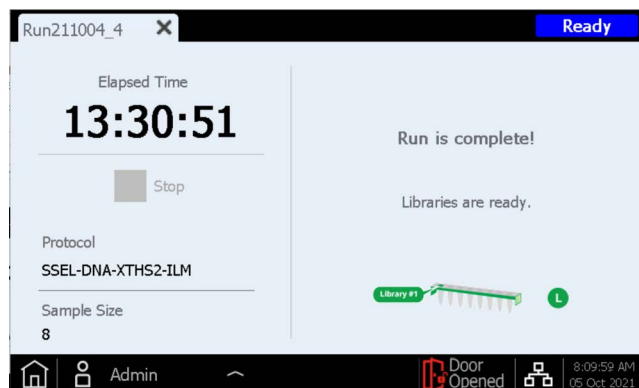 Run211004_4
Ready
Elapsed Time
13:30:51
Stop
Protocol
SSEL-DNA-XTHS2-ILM
Sample Size
8
Run is complete!
Libraries are ready.
Library #1
L
Admin
Door
Opened
8:09:59 AM
05 Oct 2021